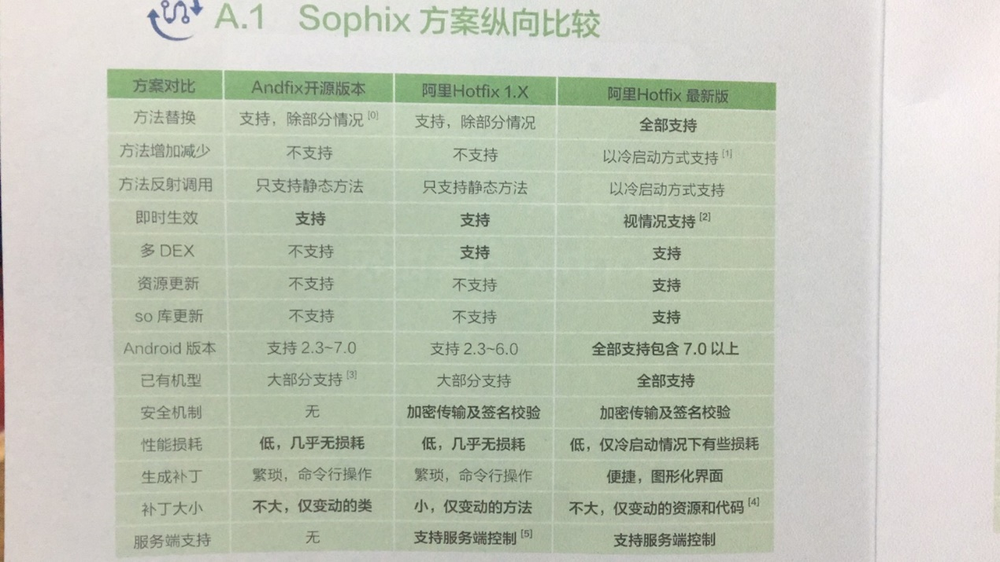 A.1 Sophix 方案纵向比较
方案对比 Andfix开源版本 阿里Hotfix 1.X 阿里Hotfix 最新版
方法替换 支持，除部分情况 [0] 支持，除部分情况 全部支持
方法增加减少 不支持 不支持 以冷启动方式支持 [1]
方法反射调用 只支持静态方法 只支持静态方法 以冷启动方式支持
即时生效 支持 支持 视情况支持 [2]
多 DEX 不支持 支持 支持
资源更新 不支持 不支持 支持
so 库更新 不支持 不支持 支持
Android 版本 支持 2.3~7.0 支持 2.3~6.0 全部支持包含 7.0 以上
已有机型 大部分支持 [3] 大部分支持 全部支持
安全机制 无 加密传输及签名校验 加密传输及签名校验
性能损耗 低，几乎无损耗 低，几乎无损耗 低，仅冷启动情况下有些损耗
生成补丁 繁琐，命令行操作 繁琐，命令行操作 便捷，图形化界面
补丁大小 不大，仅变动的类 小，仅变动的方法 不大，仅变动的资源和代码 [4]
服务端支持 无 支持服务端控制 [5] 支持服务端控制